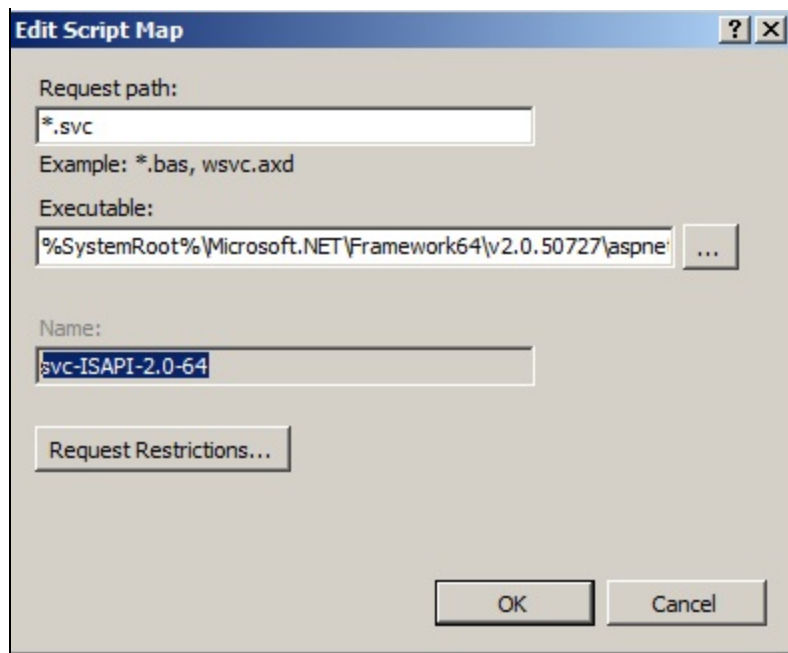 Edit Script Map
Request path:
*.svc
Example: *.bas, wsvc.axd
Executable:
%SystemRoot%\Microsoft.NET\Framework64\v2.0.50727\aspne
...
Name:
svc-ISAPI-2.0-64
Request Restrictions...
OK Cancel